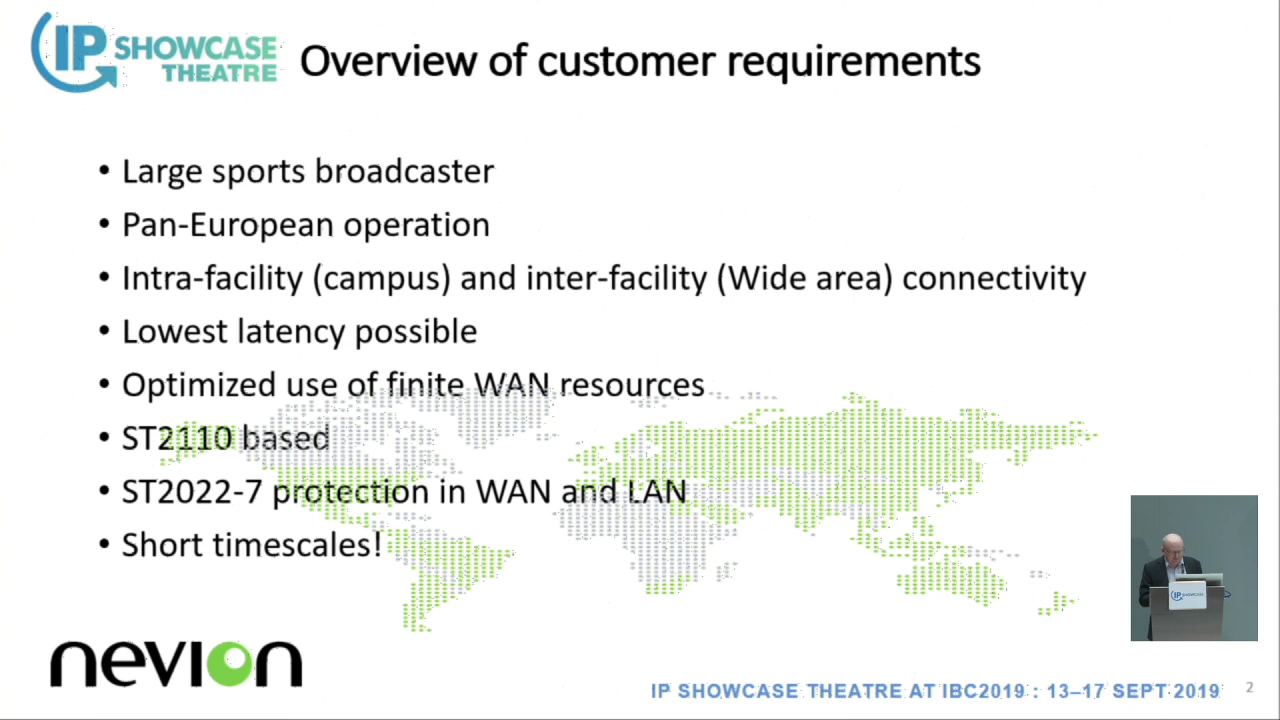 IP SHOWCASE
THEATRE
Overview of customer requirements
• Large sports broadcaster
• Pan-European operation
• Intra-facility (campus) and inter-facility (Wide area) connectivity
• Lowest latency possible
• Optimized use of finite WAN resources
• ST2110 based
• ST2022-7 protection in WAN and LAN
• Short timescales!
IP SHOWCASE
nevion
IP SHOWCASE THEATRE AT IBC2019 : 13–17 SEPT 2019
2